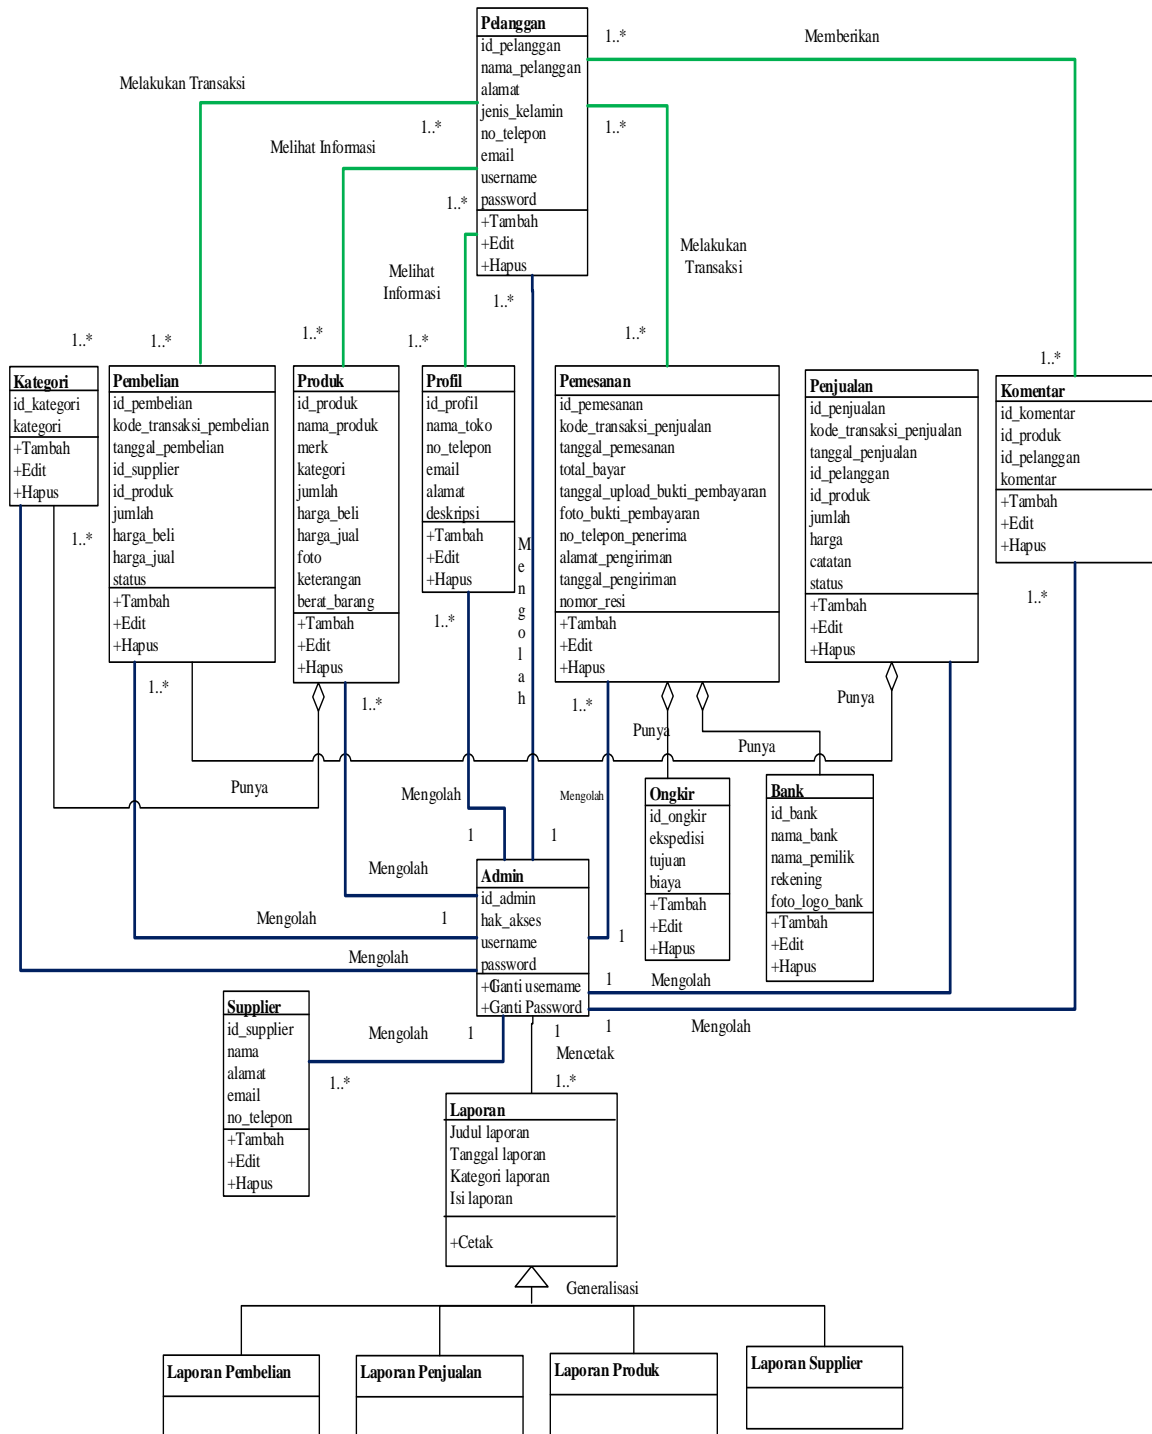 Pelanggan
id_pelanggan
nama_pelanggan
alamat
jenis_kelamin
no_telepon
email
username
password
+Tambah
+Edit
+Hapus
1..*
Memberikan
Melakukan Transaksi
1..*
1..*
Melihat Informasi
1..*
Melihat
Informasi
1..*
Melakukan
Transaksi
1..*
1..*
1..*
1..*
1..*
1..*
Kategori
id_kategori
kategori
+Tambah
+Edit
+Hapus
1..*
Pembelian
id_pembelian
kode_transaksi_pembelian
tanggal_pembelian
id_supplier
id_produk
jumlah
harga_beli
harga_jual
status
+Tambah
+Edit
+Hapus
1..*
Produk
id_produk
nama_produk
merk
kategori
jumlah
harga_beli
harga_jual
foto
keterangan
berat_barang
+Tambah
+Edit
+Hapus
1..*
Profil
id_profil
nama_toko
no_telepon
email
alamat
deskripsi
+Tambah
+Edit
+Hapus
1..*
Mengolah
Pemesanan
id_pemesanan
kode_transaksi_penjualan
tanggal_pemesanan
total_bayar
tanggal_upload_bukti_pembayaran
foto_bukti_pembayaran
no_telepon_penerima
alamat_pengiriman
tanggal_pengiriman
nomor_resi
+Tambah
+Edit
+Hapus
1..*
Penjualan
id_penjualan
kode_transaksi_penjualan
tanggal_penjualan
id_pelanggan
id_produk
jumlah
harga
catatan
status
+Tambah
+Edit
+Hapus
Komentar
id_komentar
id_produk
id_pelanggan
komentar
+Tambah
+Edit
+Hapus
1..*
Punya
Punya
Punya
Punya
Mengolah
Mengolah
1
1
Ongkir
id_ongkir
ekspedisi
tujuan
biaya
+Tambah
+Edit
+Hapus
Bank
id_bank
nama_bank
nama_pemilik
rekening
foto_logo_bank
+Tambah
+Edit
+Hapus
Mengolah
Mengolah
1
Mengolah
Admin
id_admin
hak_akses
username
password
+Ganti username
+Ganti Password
1
1
Mengolah
1
Mengolah
Supplier
id_supplier
nama
alamat
email
no_telepon
+Tambah
+Edit
+Hapus
Mengolah
1
1..*
1
Mencetak
1..*
Laporan
Judul laporan
Tanggal laporan
Kategori laporan
Isi laporan
+Cetak
Generalisasi
Laporan Pembelian
Laporan Penjualan
Laporan Produk
Laporan Supplier